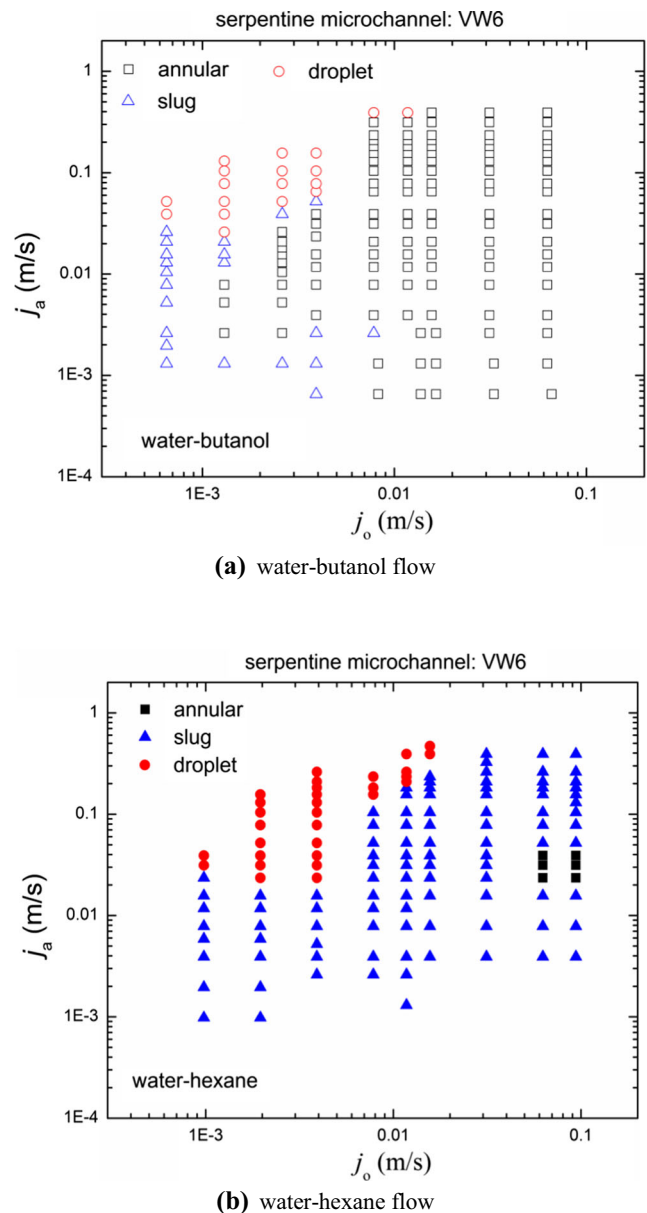 serpentine microchannel: VW6
annular
droplet
slug
1
0.1
0.01
1E-3
1E-4
j_a (m/s)
water-butanol
1E-3
0.01
0.1
j_o (m/s)
(a) water-butanol flow
serpentine microchannel: VW6
annular
slug
droplet
1
0.1
0.01
1E-3
1E-4
j_a (m/s)
water-hexane
1E-3
0.01
0.1
j_o (m/s)
(b) water-hexane flow